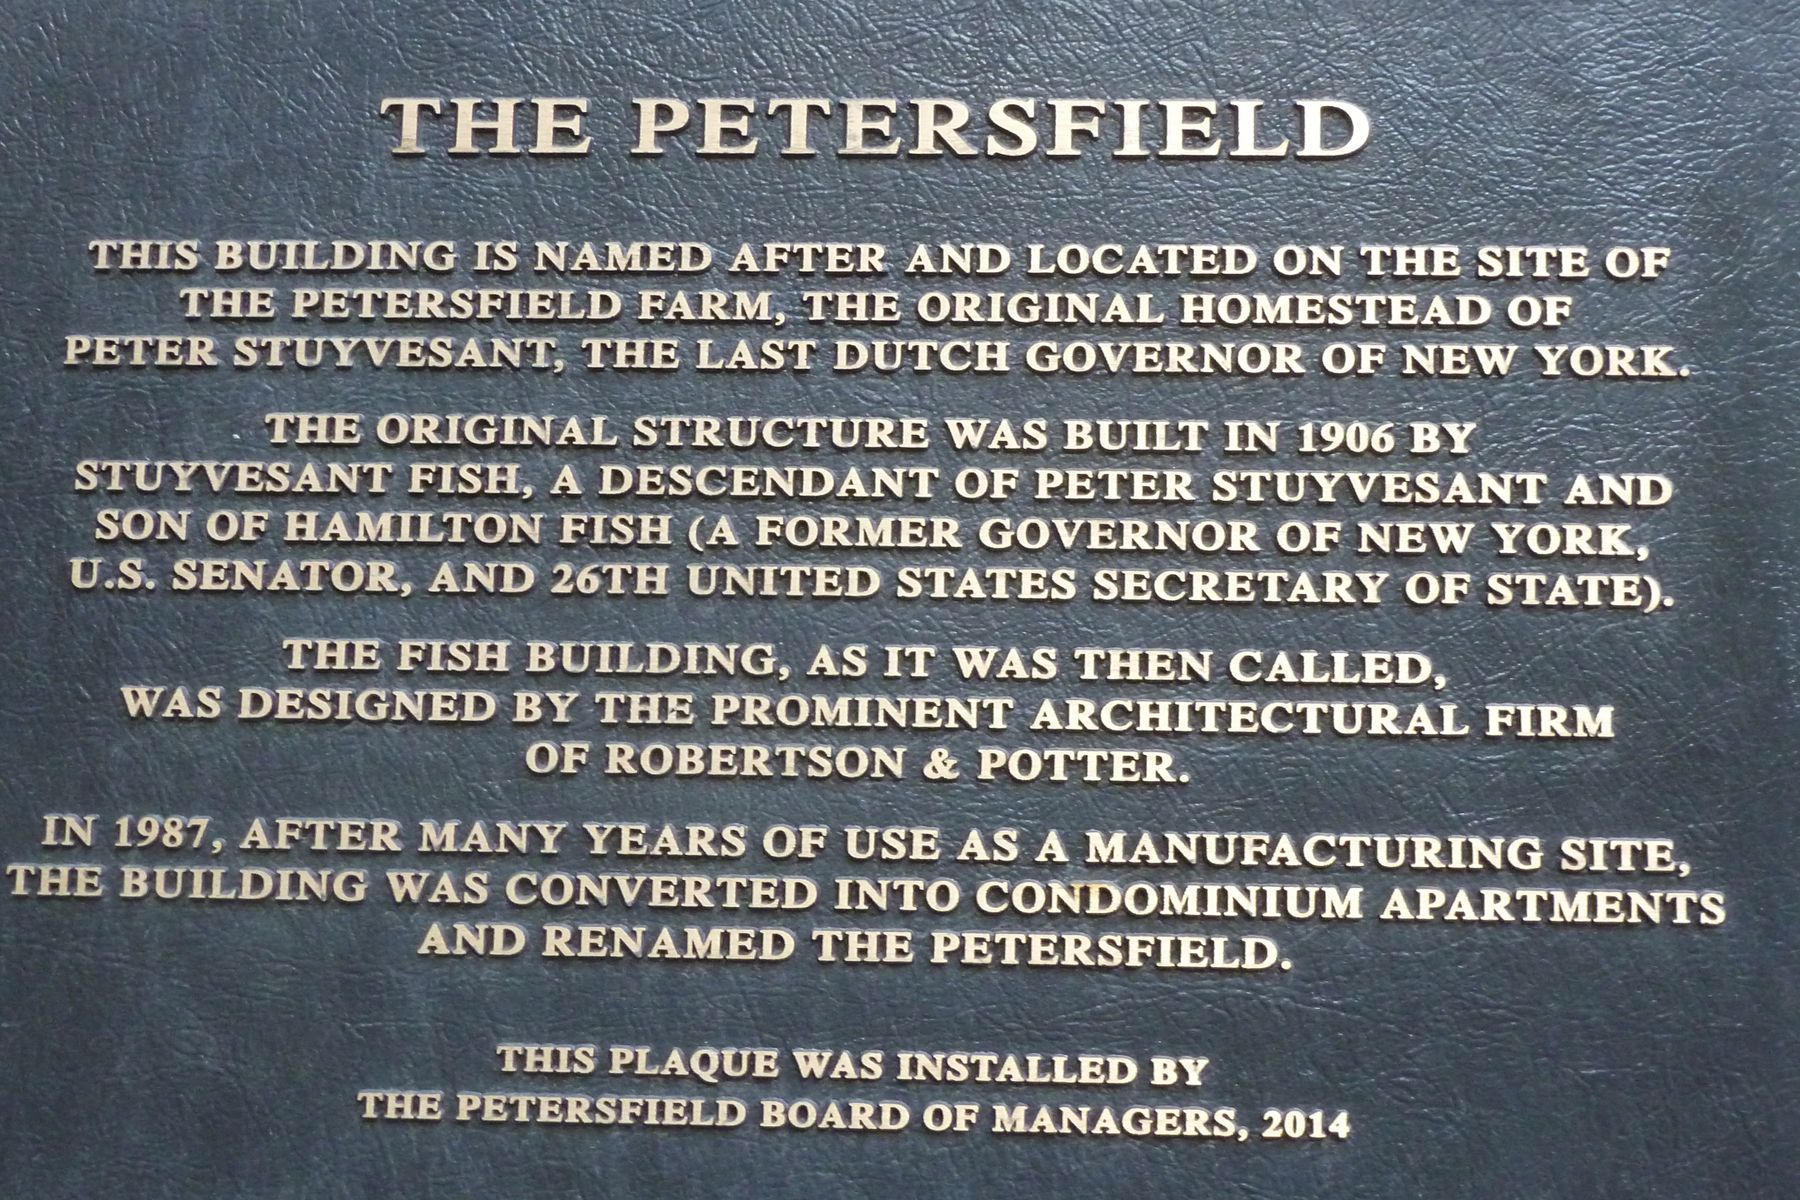 THE PETERSFIELD
THIS BUILDING IS NAMED AFTER AND LOCATED ON THE SITE OF
THE PETERSFIELD FARM, THE ORIGINAL HOMESTEAD OF
PETER STUYVESANT, THE LAST DUTCH GOVERNOR OF NEW YORK.
THE ORIGINAL STRUCTURE WAS BUILT IN 1906 BY
STUYVESANT FISH, A DESCENDANT OF PETER STUYVESANT AND
SON OF HAMILTON FISH (A FORMER GOVERNOR OF NEW YORK,
U.S. SENATOR, AND 26TH UNITED STATES SECRETARY OF STATE).
THE FISH BUILDING, AS IT WAS THEN CALLED,
WAS DESIGNED BY THE PROMINENT ARCHITECTURAL FIRM
OF ROBERTSON & POTTER.
IN 1987, AFTER MANY YEARS OF USE AS A MANUFACTURING SITE,
THE BUILDING WAS CONVERTED INTO CONDOMINIUM APARTMENTS
AND RENAMED THE PETERSFIELD.
THIS PLAQUE WAS INSTALLED BY
THE PETERSFIELD BOARD OF MANAGERS, 2014